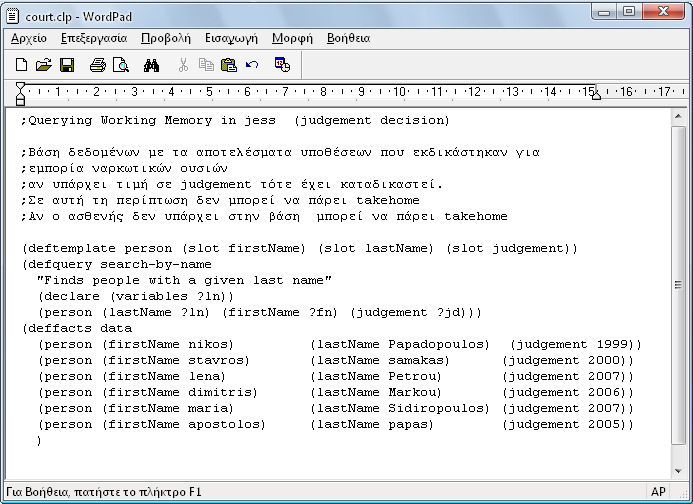 court.clp - WordPad
Αρχείο Επεξεργασία Προβολή Εισαγωγή Μορφή Βοήθεια
1 2 3 4 5 6 7 8 9 10 11 12 13 14 15 16 17
;Querying Working Memory in jess (judgement decision)
;Βάση δεδομένων με τα αποτελέσματα υποθέσεων που εκδικάστηκαν για
;εμπορία ναρκωτικών ουσιών
;αν υπάρχει τιμή σε judgement τότε έχει καταδικαστεί.
;Σε αυτή τη περίπτωση δεν μπορεί να πάρει takehome
;Αν ο ασθενής δεν υπάρχει στην βάση μπορεί να πάρει takehome
(deftemplate person (slot firstName) (slot lastName) (slot judgement))
(defquery search-by-name
"Finds people with a given last name"
(declare (variables ?ln))
(person (lastName ?ln) (firstName ?fn) (judgement ?jd)))
(deffacts data
(person (firstName nikos) (lastName Papadopoulos) (judgement 1999))
(person (firstName stavros) (lastName samakas) (judgement 2000))
(person (firstName lena) (lastName Petrou) (judgement 2007))
(person (firstName dimitris) (lastName Markou) (judgement 2006))
(person (firstName maria) (lastName Sidiropoulos) (judgement 2007))
(person (firstName apostolos) (lastName papas) (judgement 2005))
)
Για Βοήθεια, πατήστε το πλήκτρο F1 AP